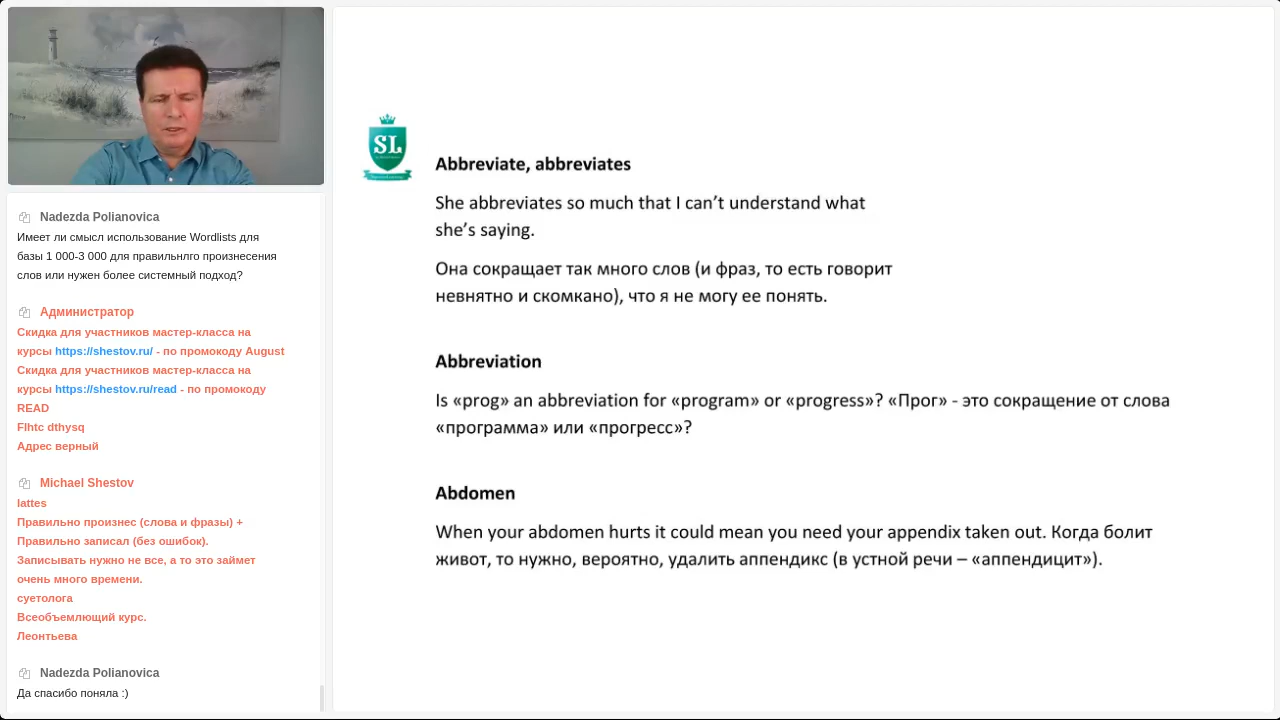 Nadezda Polianovica
Имеет ли смысл использование Wordlists для
базы 1 000-3 000 для правильнлго произнесения
слов или нужен более системный подход?
Администратор
Скидка для участников мастер-класса на
курсы https://shestov.ru/ - по промокоду August
Скидка для участников мастер-класса на
курсы https://shestov.ru/read - по промокоду
READ
Flhtc dthysq
Адрес верный
Michael Shestov
lattes
Правильно произнес (слова и фразы) +
Правильно записал (без ошибок).
Записывать нужно не все, а то это займет
очень много времени.
суетолога
Всеобъемлющий курс.
Леонтьева
Nadezda Polianovica
Да спасибо поняла :)
SL
Abbreviate, abbreviates
She abbreviates so much that I can’t understand what
she’s saying.
Она сокращает так много слов (и фраз, то есть говорит
невнятно и скомкано), что я не могу ее понять.
Abbreviation
Is «prog» an abbreviation for «program» or «progress»? «Прог» - это сокращение от слова
«программа» или «прогресс»?
Abdomen
When your abdomen hurts it could mean you need your appendix taken out. Когда болит
живот, то нужно, вероятно, удалить аппендикс (в устной речи – «аппендицит»).